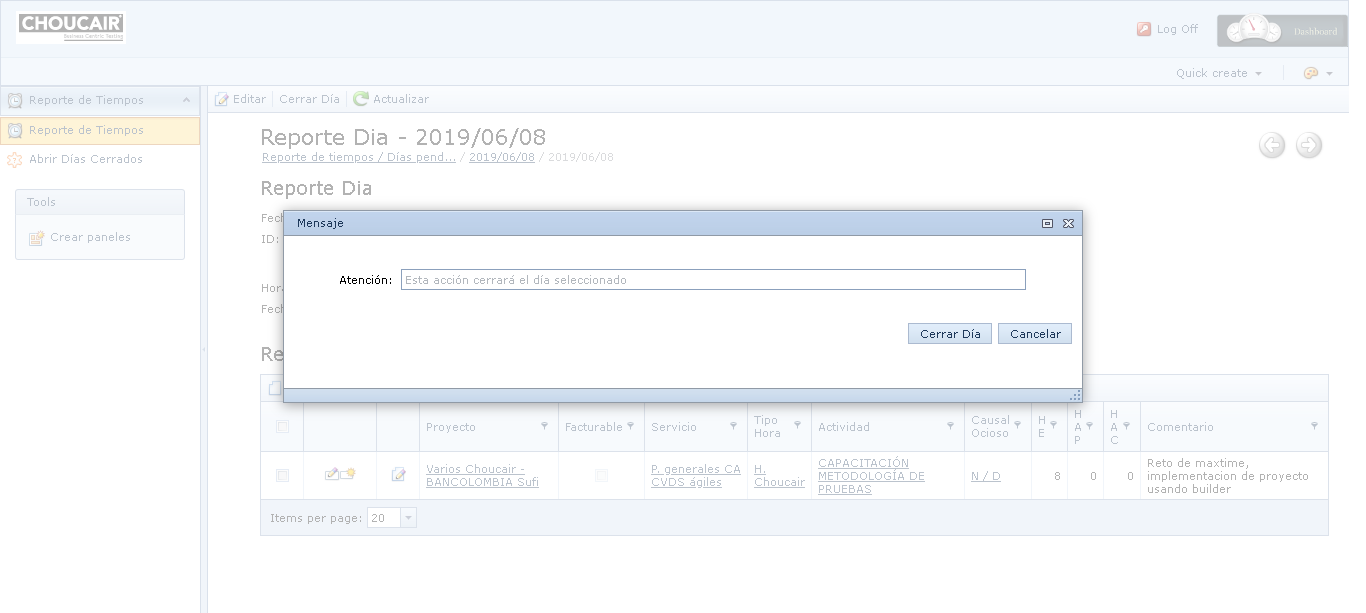 CHOUCAIR
Business Centric Testing
Log Off
Dashboard
Quick create
Reporte de Tiempos
Reporte de Tiempos
Abrir Días Cerrados
Tools
Crear paneles
Editar Cerrar Día Actualizar
Reporte Dia - 2019/06/08
Reporte de tiempos / Días pend... / 2019/06/08 / 2019/06/08
Reporte Dia
Fech
ID:
Hora
Fech
Re
Mensaje
Atención: Esta acción cerrará el día seleccionado
Cerrar Día Cancelar
Proyecto Facturable Servicio Tipo Hora Actividad Causal Ocioso H E H A P H A C Comentario
Varios Choucair - BANCOLOMBIA Sufi P. generales CA CVDS ágiles H. Choucair CAPACITACIÓN METODOLOGÍA DE PRUEBAS N / D 8 0 0 Reto de maxtime, implementacion de proyecto usando builder
Items per page: 20